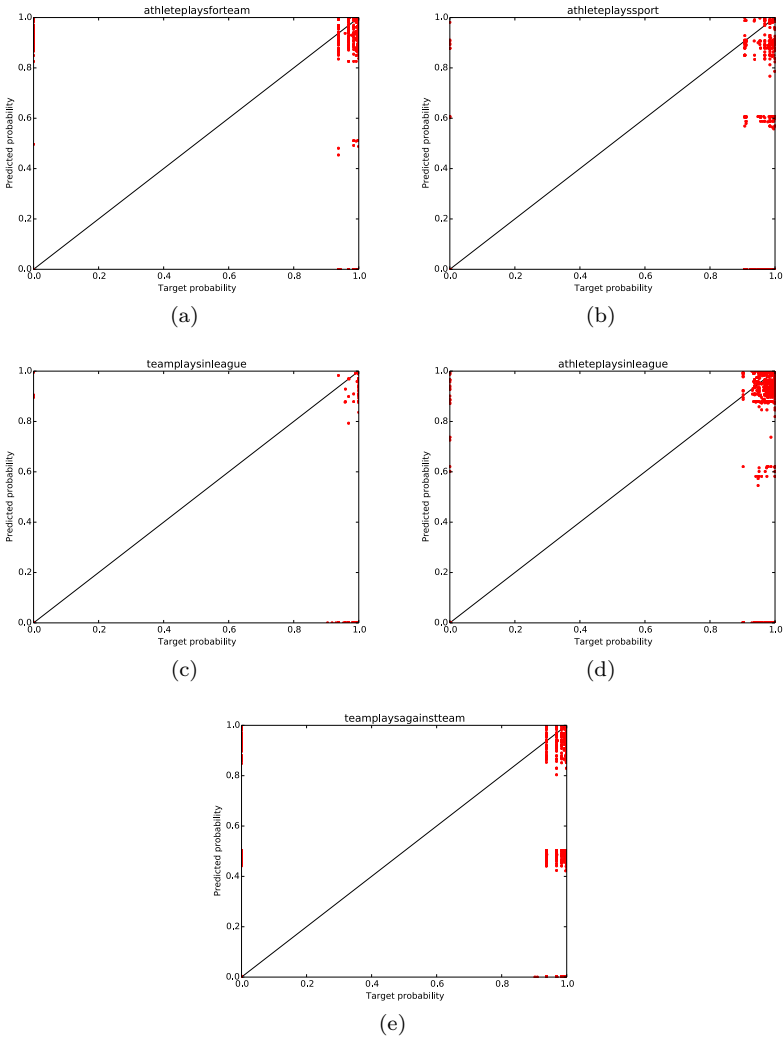 athleteplaysforteam
1.0
0.8
0.6
0.4
0.2
0.0
Predicted probability
0.0 0.2 0.4 0.6 0.8 1.0
Target probability
(a)
athleteplayssport
1.0
0.8
0.6
0.4
0.2
0.0
Predicted probability
0.0 0.2 0.4 0.6 0.8 1.0
Target probability
(b)
teamplaysinleague
1.0
0.8
0.6
0.4
0.2
0.0
Predicted probability
0.0 0.2 0.4 0.6 0.8 1.0
Target probability
(c)
athleteplaysinleague
1.0
0.8
0.6
0.4
0.2
0.0
Predicted probability
0.0 0.2 0.4 0.6 0.8 1.0
Target probability
(d)
teamplaysagainstteam
1.0
0.8
0.6
0.4
0.2
0.0
Predicted probability
0.0 0.2 0.4 0.6 0.8 1.0
Target probability
(e)